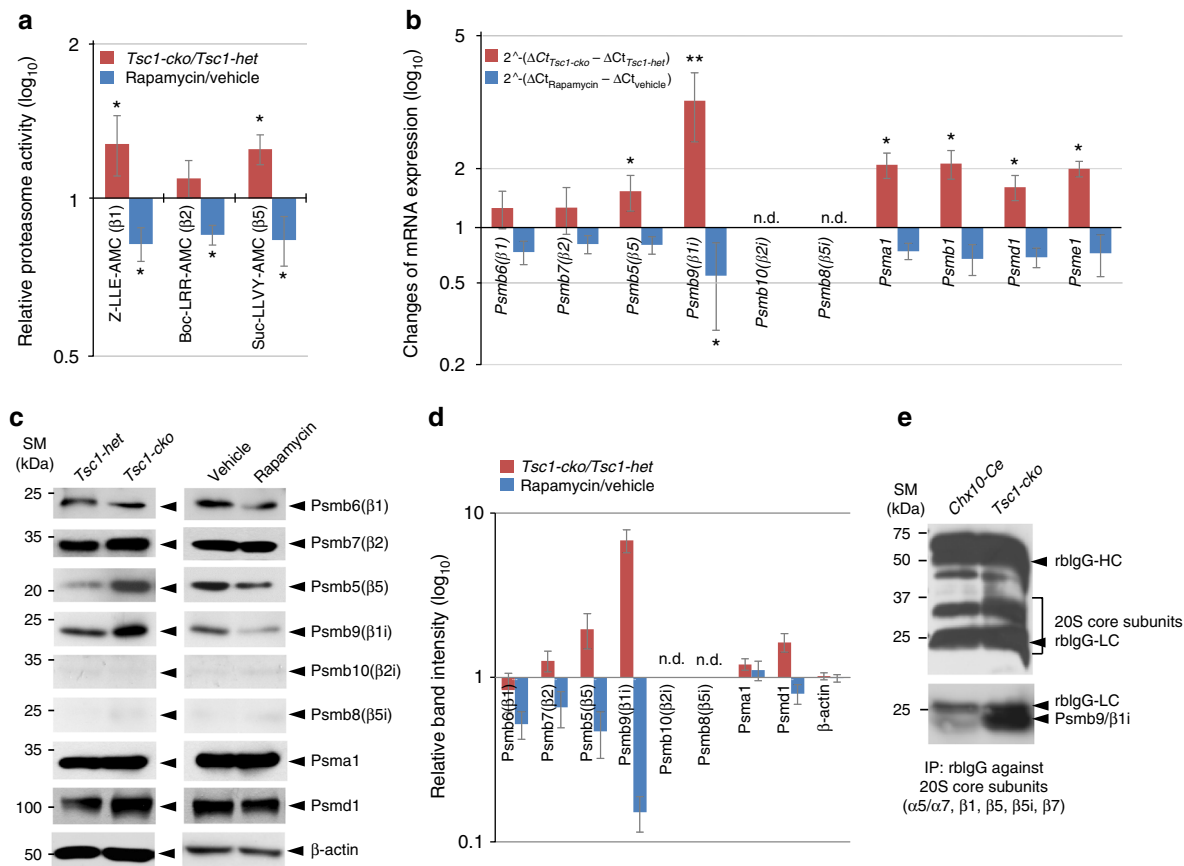 a
2
Tsc1-cko/Tsc1-het
Rapamycin/vehicle
Relative proteasome activity (log10)
*
*
1
Z-LLE-AMC (β1)
Boc-LRR-AMC (β2)
Suc-LLVY-AMC (β5)
*
*
*
0.5
b
5
2^-(ΔCtTsc1-cko – ΔCtTsc1-het)
2^-(ΔCtRapamycin – ΔCtvehicle)
Changes of mRNA expression (log10)
**
*
*
*
*
*
2
n.d.
n.d.
1
Psmb6(β1)
Psmb7(β2)
Psmb5(β5)
Psmb9(β1i)
Psmb10(β2i)
Psmb8(β5i)
Psma1
Psmb1
Psmd1
Psme1
0.5
*
0.2
c
SM
(kDa)
Tsc1-het
Tsc1-cko
Vehicle
Rapamycin
25
Psmb6(β1)
35
Psmb7(β2)
20
Psmb5(β5)
25
Psmb9(β1i)
35
Psmb10(β2i)
25
Psmb8(β5i)
35
Psma1
100
Psmd1
50
β-actin
d
Tsc1-cko/Tsc1-het
Rapamycin/vehicle
Relative band intensity (log10)
10
n.d.
n.d.
1
Psmb6(β1)
Psmb7(β2)
Psmb5(β5)
Psmb9(β1i)
Psmb10(β2i)
Psmb8(β5i)
Psma1
Psmd1
β-actin
0.1
e
SM
(kDa)
Chx10-Ce
Tsc1-cko
75
50
rbIgG-HC
37
20S core subunits
25
rbIgG-LC
rbIgG-LC
25
Psmb9/β1i
IP: rbIgG against
20S core subunits
(α5/α7, β1, β5, β5i, β7)